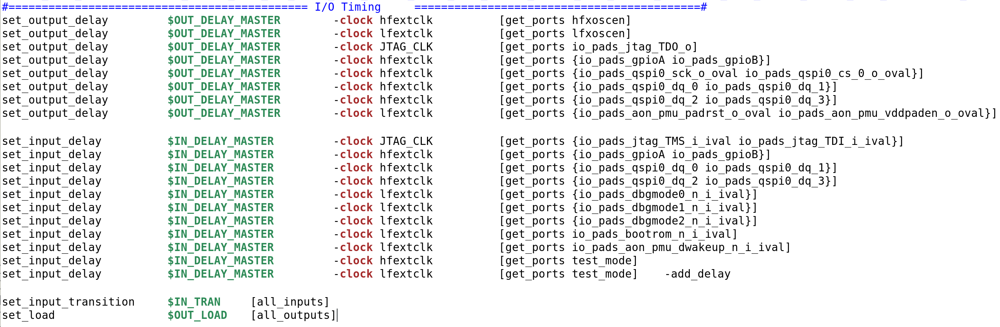 #============================================= I/O Timing     ===========================================#
set_output_delay         $OUT_DELAY_MASTER        -clock hfextclk          [get_ports hfxoscen]
set_output_delay         $OUT_DELAY_MASTER        -clock lfextclk          [get_ports lfxoscen]
set_output_delay         $OUT_DELAY_MASTER        -clock JTAG_CLK          [get_ports io_pads_jtag_TDO_o]
set_output_delay         $OUT_DELAY_MASTER        -clock hfextclk          [get_ports {io_pads_gpioA io_pads_gpioB}]
set_output_delay         $OUT_DELAY_MASTER        -clock hfextclk          [get_ports {io_pads_qspi0_sck_o_oval io_pads_qspi0_cs_0_o_oval}]
set_output_delay         $OUT_DELAY_MASTER        -clock hfextclk          [get_ports {io_pads_qspi0_dq_0 io_pads_qspi0_dq_1}]
set_output_delay         $OUT_DELAY_MASTER        -clock hfextclk          [get_ports {io_pads_qspi0_dq_2 io_pads_qspi0_dq_3}]
set_output_delay         $OUT_DELAY_MASTER        -clock lfextclk          [get_ports {io_pads_aon_pmu_padrst_o_oval io_pads_aon_pmu_vddpaden_o_oval}]

set_input_delay          $IN_DELAY_MASTER         -clock JTAG_CLK          [get_ports {io_pads_jtag_TMS_i_ival io_pads_jtag_TDI_i_ival}]
set_input_delay          $IN_DELAY_MASTER         -clock hfextclk          [get_ports {io_pads_gpioA io_pads_gpioB}]
set_input_delay          $IN_DELAY_MASTER         -clock hfextclk          [get_ports {io_pads_qspi0_dq_0 io_pads_qspi0_dq_1}]
set_input_delay          $IN_DELAY_MASTER         -clock hfextclk          [get_ports {io_pads_qspi0_dq_2 io_pads_qspi0_dq_3}]
set_input_delay          $IN_DELAY_MASTER         -clock lfextclk          [get_ports {io_pads_dbgmode0_n_i_ival}]
set_input_delay          $IN_DELAY_MASTER         -clock lfextclk          [get_ports {io_pads_dbgmode1_n_i_ival}]
set_input_delay          $IN_DELAY_MASTER         -clock lfextclk          [get_ports {io_pads_dbgmode2_n_i_ival}]
set_input_delay          $IN_DELAY_MASTER         -clock lfextclk          [get_ports io_pads_bootrom_n_i_ival]
set_input_delay          $IN_DELAY_MASTER         -clock lfextclk          [get_ports io_pads_aon_pmu_dwakeup_n_i_ival]
set_input_delay          $IN_DELAY_MASTER         -clock hfextclk          [get_ports test_mode]
set_input_delay          $IN_DELAY_MASTER         -clock lfextclk          [get_ports test_mode]    -add_delay

set_input_transition     $IN_TRAN    [all_inputs]
set_load                 $OUT_LOAD   [all_outputs]